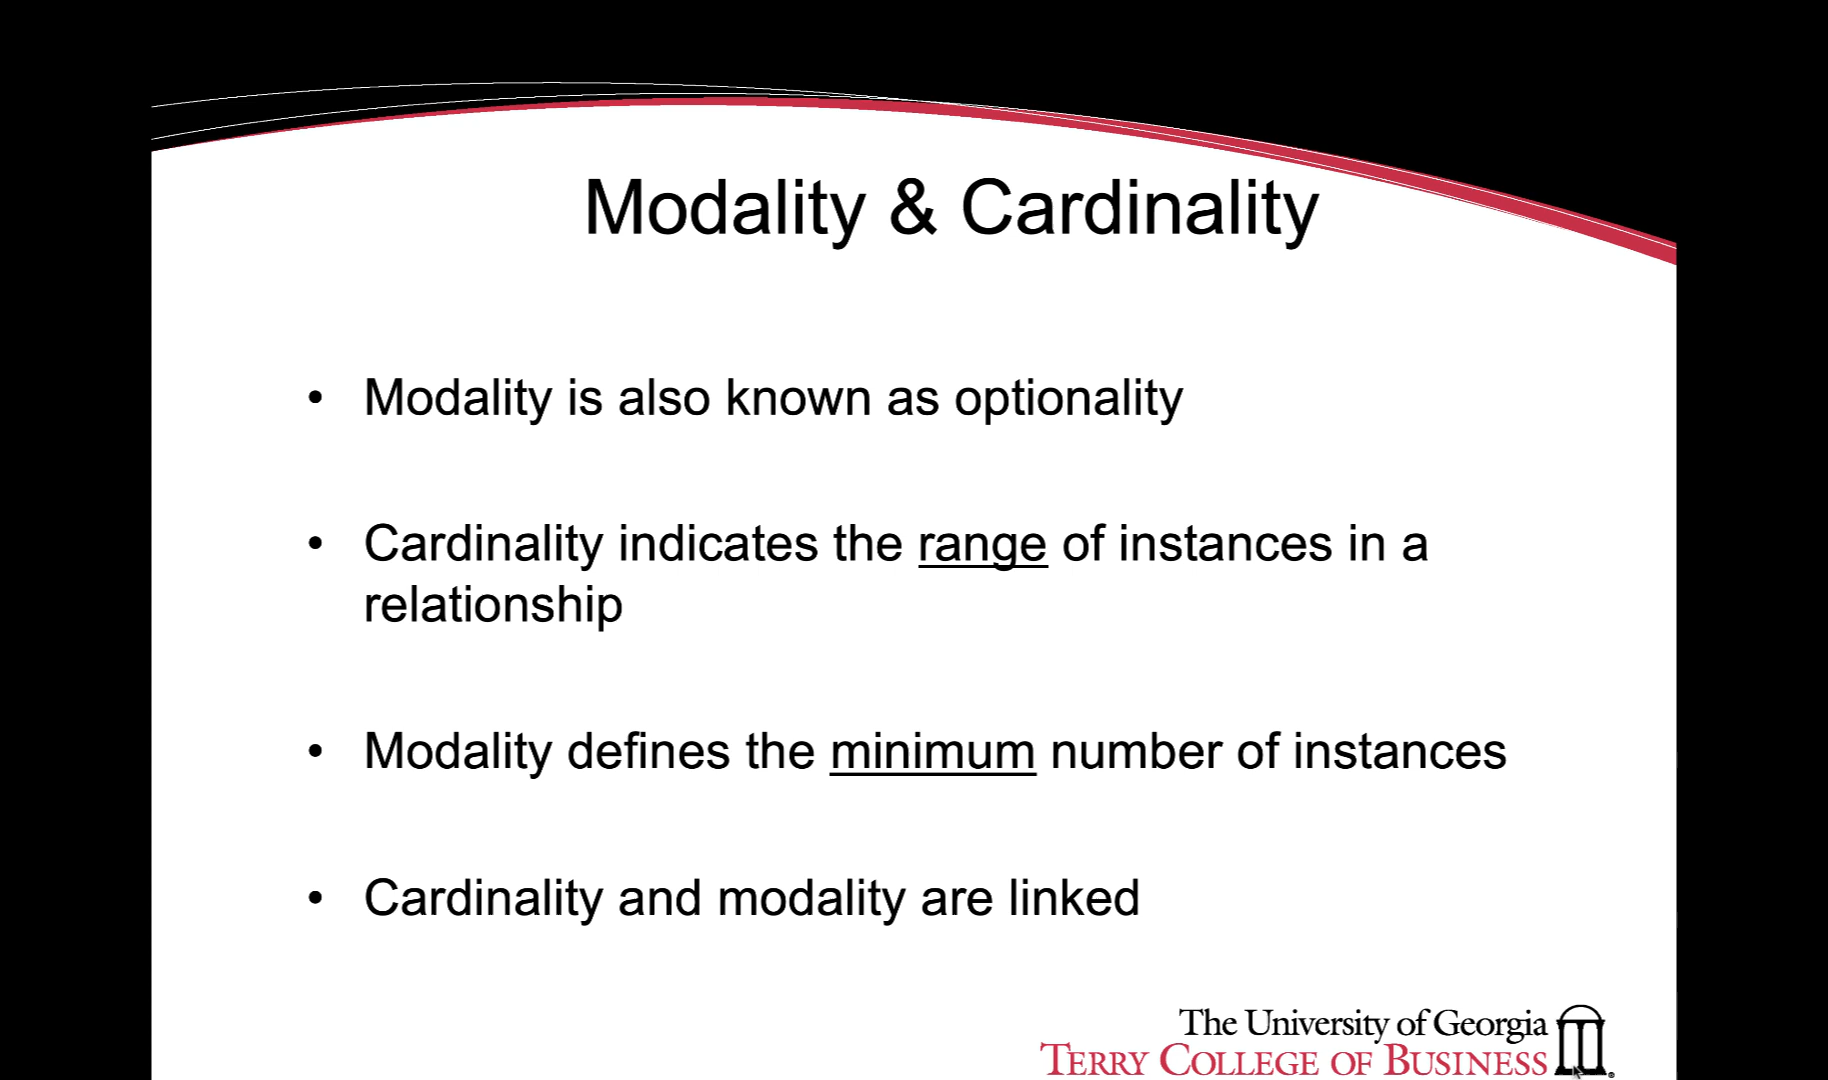 Modality & Cardinality
• Modality is also known as optionality
• Cardinality indicates the range of instances in a
relationship
• Modality defines the minimum number of instances
• Cardinality and modality are linked
The University of Georgia
TERRY COLLEGE OF BUSINESS